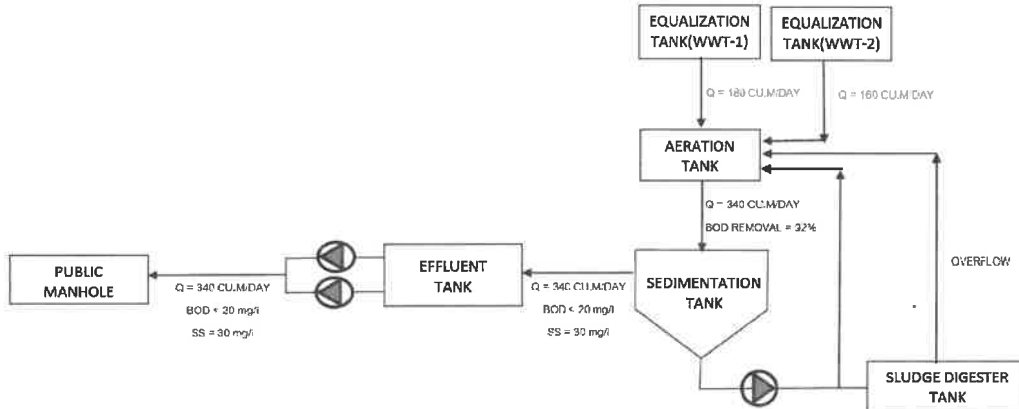 EQUALIZATION
TANK(WWT-1)
EQUALIZATION
TANK(WWT-2)
Q = 180 CU.M/DAY
Q = 160 CU.M/DAY
AERATION
TANK
Q = 340 CU.M/DAY
BOD REMOVAL = 92%
OVERFLOW
SEDIMENTATION
TANK
EFFLUENT
TANK
PUBLIC
MANHOLE
Q = 340 CU.M/DAY
BOD < 20 mg/l
SS = 30 mg/l
Q = 340 CU.M/DAY
BOD < 20 mg/l
SS = 30 mg/l
SLUDGE DIGESTER
TANK